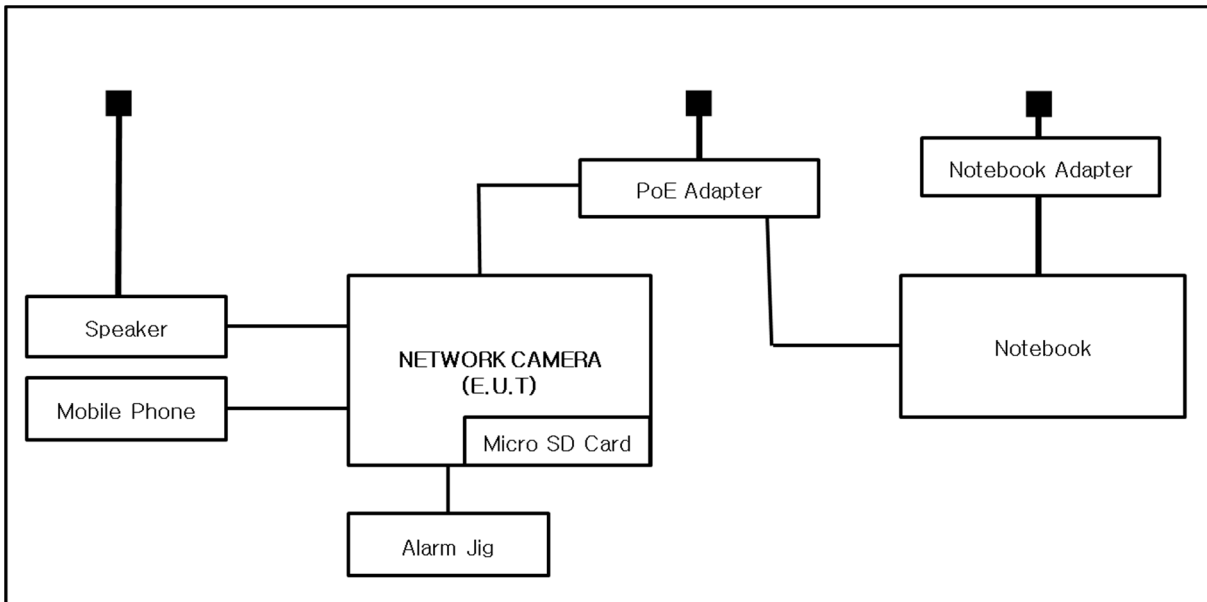 PoE Adapter
Notebook Adapter
Speaker
NETWORK CAMERA
(E.U.T)
Notebook
Mobile Phone
Micro SD Card
Alarm Jig